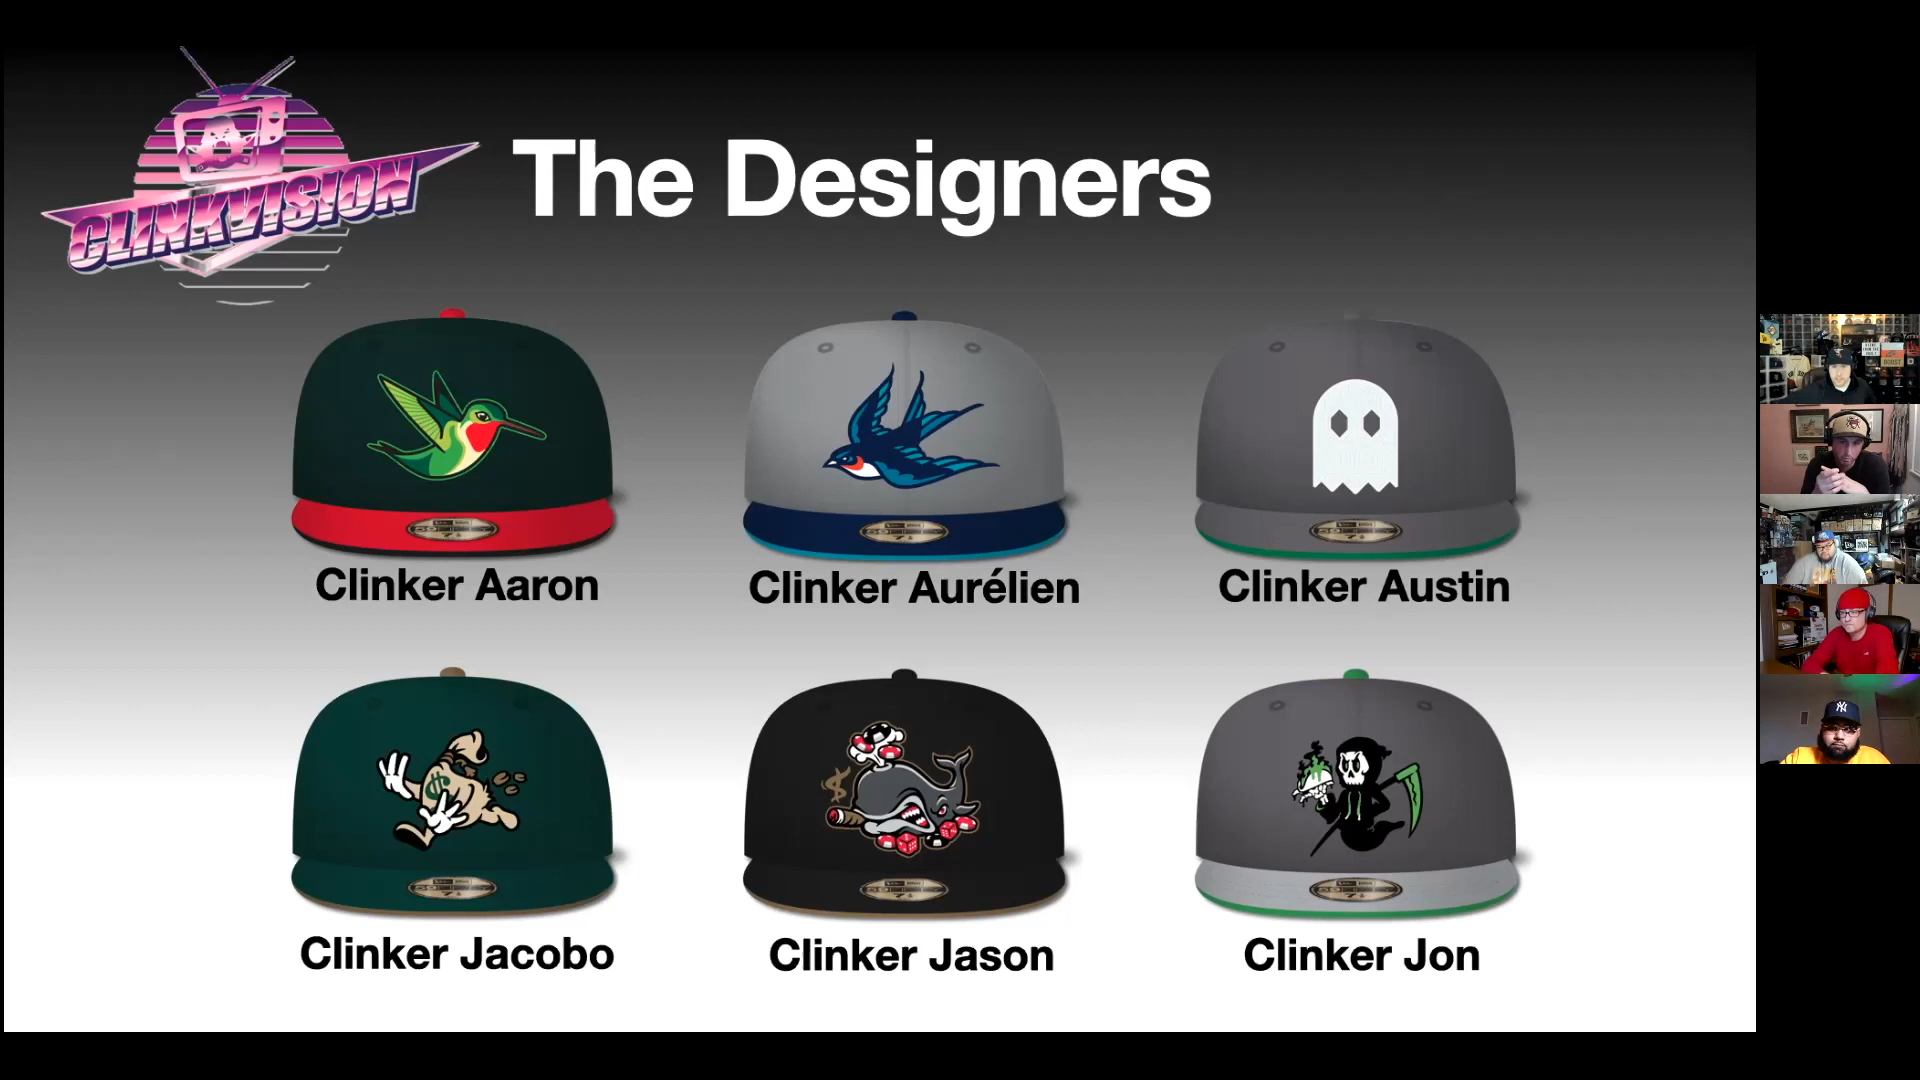 CLINKVISION
The Designers
Clinker Aaron
Clinker Aurélien
Clinker Austin
Clinker Jacobo
Clinker Jason
Clinker Jon